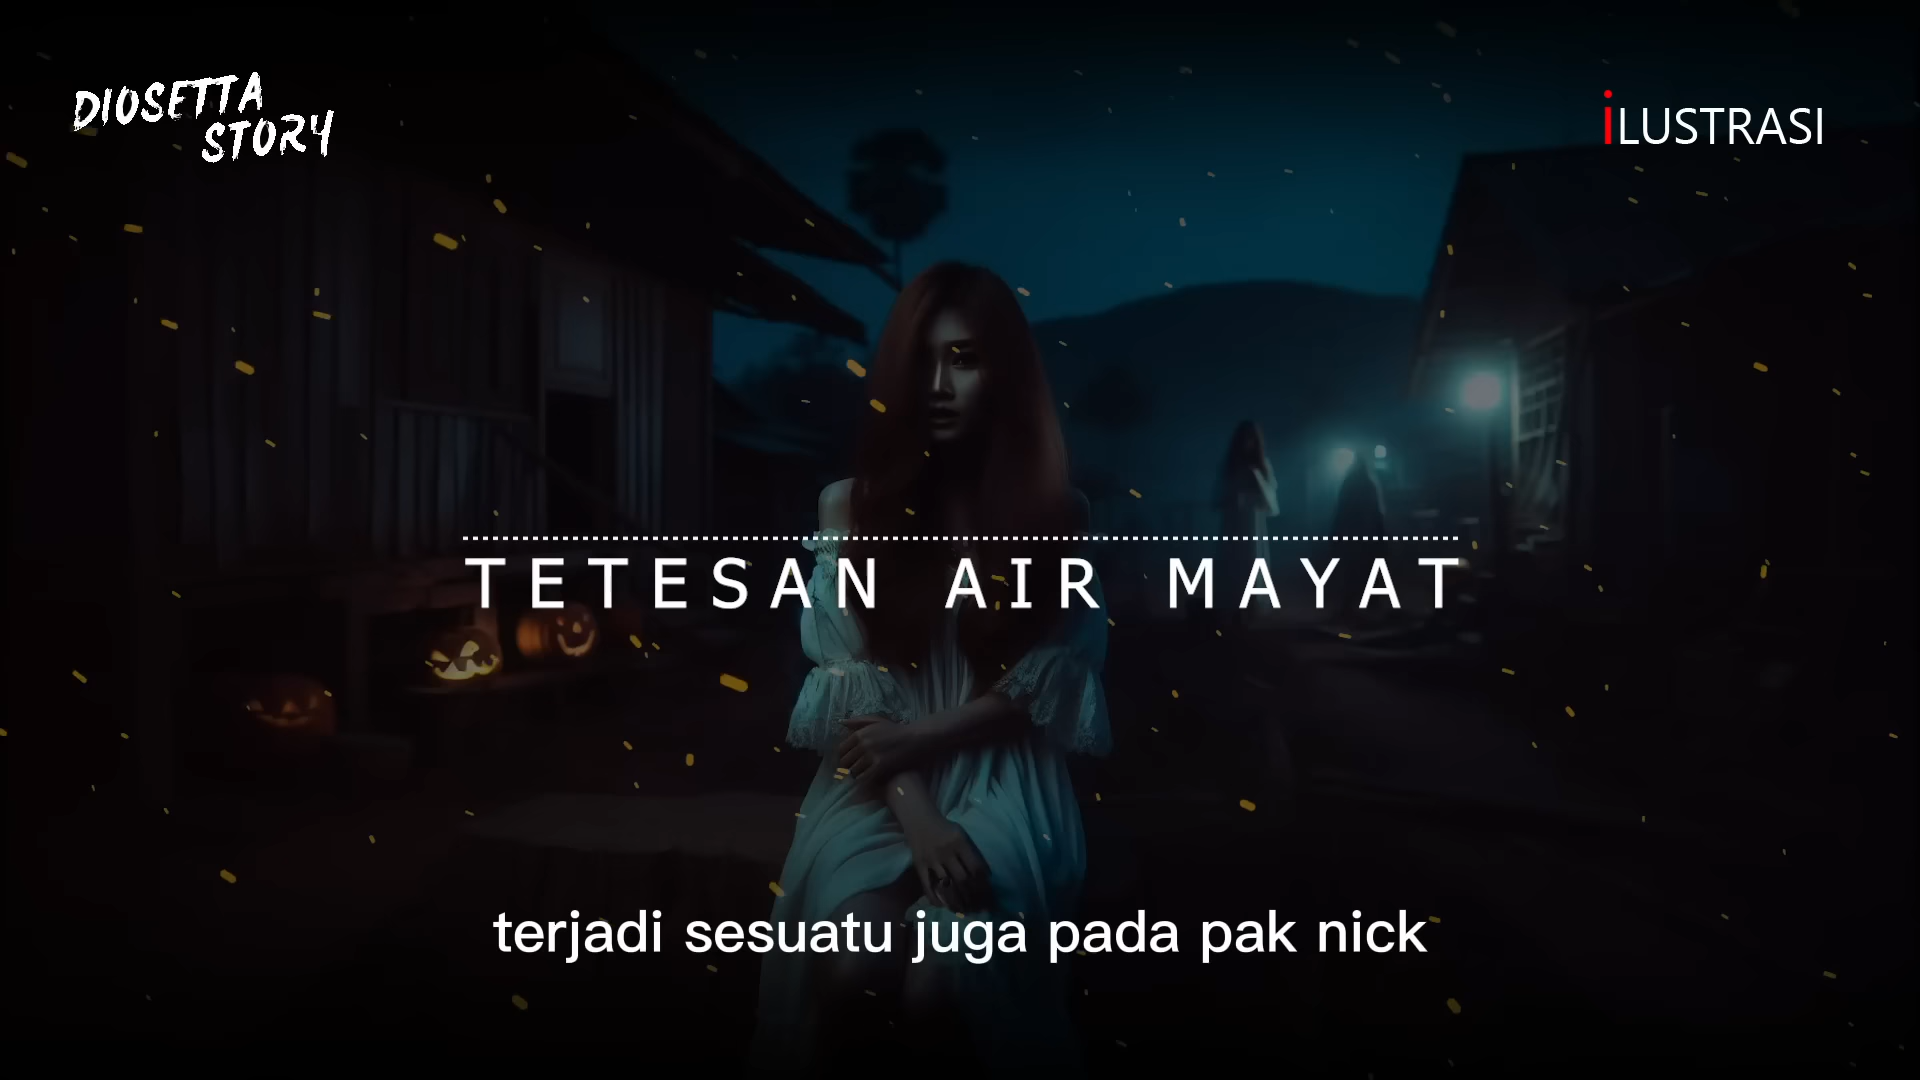 DIOSETTA
STORY
iLUSTRASI
TETESAN AIR MAYAT
terjadi sesuatu juga pada pak nick